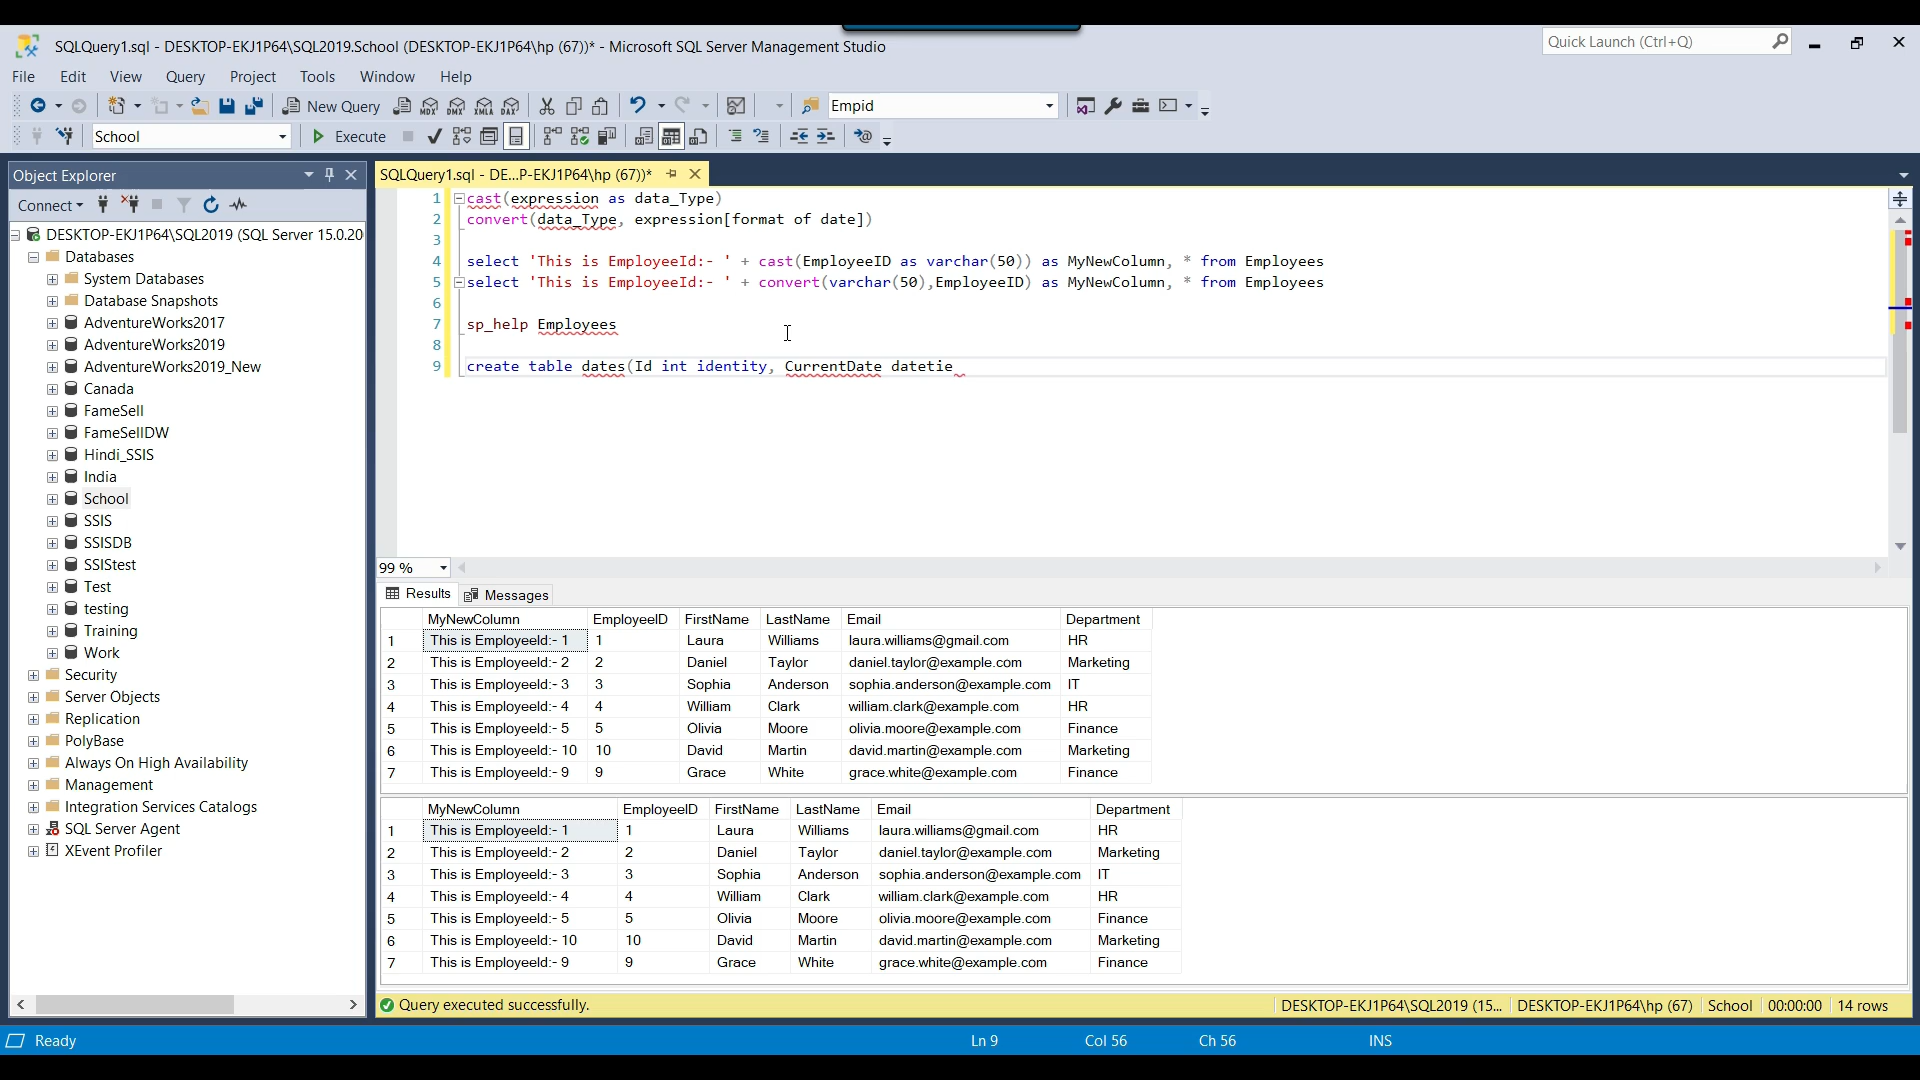 SQLQuery1.sql - DESKTOP-EKJ1P64\SQL2019.School (DESKTOP-EKJ1P64\hp (67))* - Microsoft SQL Server Management Studio
Quick Launch (Ctrl+Q)
File Edit View Query Project Tools Window Help
New Query MDX DMX XMLA DAX Empid
School Execute
Object Explorer
SQLQuery1.sql - DE...P-EKJ1P64\hp (67))*
Connect
DESKTOP-EKJ1P64\SQL2019 (SQL Server 15.0.20
Databases
System Databases
Database Snapshots
AdventureWorks2017
AdventureWorks2019
AdventureWorks2019_New
Canada
FameSell
FameSellDW
Hindi_SSIS
India
School
SSIS
SSISDB
SSIStest
Test
testing
Training
Work
Security
Server Objects
Replication
PolyBase
Always On High Availability
Management
Integration Services Catalogs
SQL Server Agent
XEvent Profiler
1 cast(expression as data_Type)
2 convert(data_Type, expression[format of date])
3
4 select 'This is EmployeeId:- ' + cast(EmployeeID as varchar(50)) as MyNewColumn, * from Employees
5 select 'This is EmployeeId:- ' + convert(varchar(50),EmployeeID) as MyNewColumn, * from Employees
6
7 sp_help Employees
8
9 create table dates(Id int identity, CurrentDate datetie
99 %
Results Messages
MyNewColumn EmployeeID FirstName LastName Email Department
1 This is EmployeeId:- 1 1 Laura Williams laura.williams@gmail.com HR
2 This is EmployeeId:- 2 2 Daniel Taylor daniel.taylor@example.com Marketing
3 This is EmployeeId:- 3 3 Sophia Anderson sophia.anderson@example.com IT
4 This is EmployeeId:- 4 4 William Clark william.clark@example.com HR
5 This is EmployeeId:- 5 5 Olivia Moore olivia.moore@example.com Finance
6 This is EmployeeId:- 10 10 David Martin david.martin@example.com Marketing
7 This is EmployeeId:- 9 9 Grace White grace.white@example.com Finance
MyNewColumn EmployeeID FirstName LastName Email Department
1 This is EmployeeId:- 1 1 Laura Williams laura.williams@gmail.com HR
2 This is EmployeeId:- 2 2 Daniel Taylor daniel.taylor@example.com Marketing
3 This is EmployeeId:- 3 3 Sophia Anderson sophia.anderson@example.com IT
4 This is EmployeeId:- 4 4 William Clark william.clark@example.com HR
5 This is EmployeeId:- 5 5 Olivia Moore olivia.moore@example.com Finance
6 This is EmployeeId:- 10 10 David Martin david.martin@example.com Marketing
7 This is EmployeeId:- 9 9 Grace White grace.white@example.com Finance
Query executed successfully. DESKTOP-EKJ1P64\SQL2019 (15... DESKTOP-EKJ1P64\hp (67) School 00:00:00 14 rows
Ready Ln 9 Col 56 Ch 56 INS